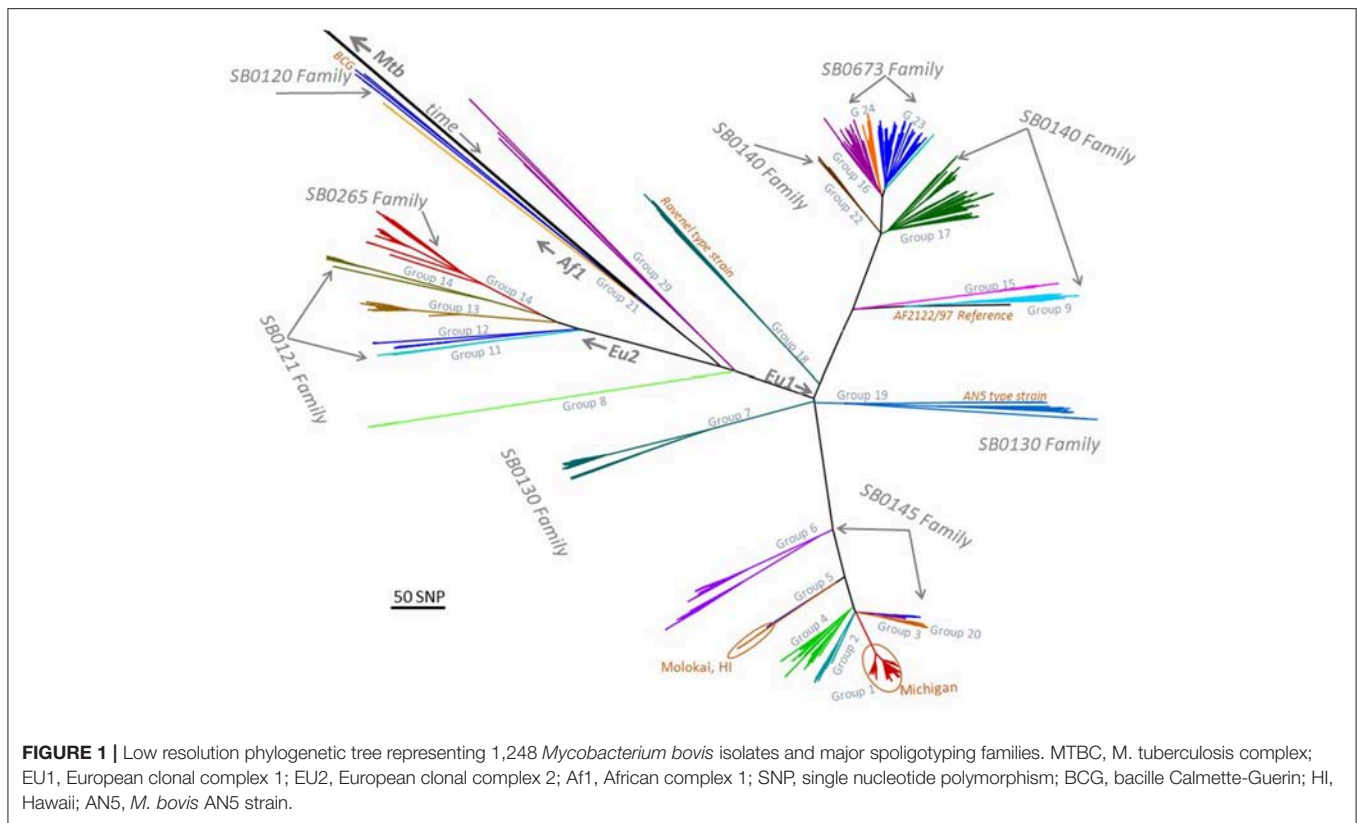 Mtb
BCG
SB0120 Family
time
SB0673 Family
G 24
G 23
SB0140 Family
SB0140 Family
Group 16
Group 22
Group 17
SB0265 Family
Ravenel type strain
Group 14
Group 14
Af1
Group 29
Group 21
Group 15
Group 9
AF2122/97 Reference
Group 13
Group 12
Group 11
SB0121 Family
Eu2
Group 18
Eu1
Group 19
AN5 type strain
SB0130 Family
Group 8
Group 7
SB0130 Family
SB0145 Family
Group 6
Group 5
50 SNP
Group 4
Group 2
Group 3
Group 20
Molokai, HI
Group 1
Michigan
FIGURE 1 | Low resolution phylogenetic tree representing 1,248 Mycobacterium bovis isolates and major spoligotyping families. MTBC, M. tuberculosis complex;
EU1, European clonal complex 1; EU2, European clonal complex 2; Af1, African complex 1; SNP, single nucleotide polymorphism; BCG, bacille Calmette-Guerin; HI,
Hawaii; AN5, M. bovis AN5 strain.